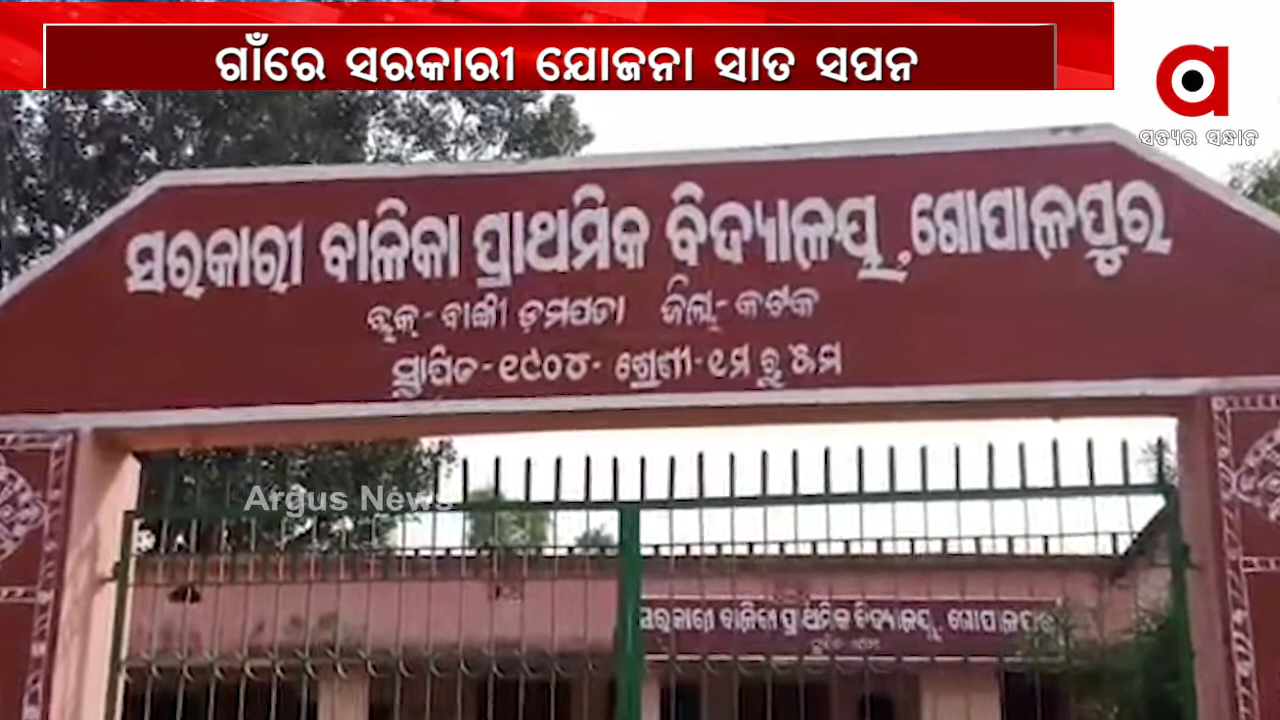 ଗାଁରେ ସରକାରୀ ଯୋଜନା ସାତ ସପନ
ସତ୍ୟର ସନ୍ଧାନ
ସରକାରୀ ବାଳିକା ପ୍ରାଥମିକ ବିଦ୍ୟାଳୟ, ଗୋପାଳପୁର
ବ୍ଲକ୍-ବାଙ୍କୀ ଡ଼ମପଡା ଜିଲ୍ଲା-କଟକ
ସ୍ଥାପିତ-୧୯୦୪- ଶ୍ରେଣୀ-୧ମ ରୁ ୫ମ
Argus News
ସରକାରୀ ବାଳିକା ପ୍ରାଥମିକ ବିଦ୍ୟାଳୟ, ଗୋପାଳପୁର